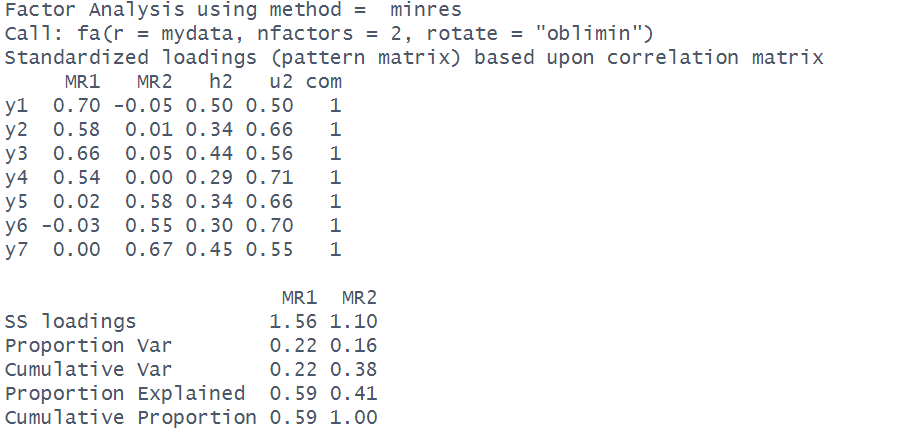 Factor Analysis using method =  minres
Call: fa(r = mydata, nfactors = 2, rotate = "oblimin")
Standardized loadings (pattern matrix) based upon correlation matrix
     MR1   MR2   h2   u2 com
y1  0.70 -0.05 0.50 0.50   1
y2  0.58  0.01 0.34 0.66   1
y3  0.66  0.05 0.44 0.56   1
y4  0.54  0.00 0.29 0.71   1
y5  0.02  0.58 0.34 0.66   1
y6 -0.03  0.55 0.30 0.70   1
y7  0.00  0.67 0.45 0.55   1
                       MR1  MR2
SS loadings           1.56 1.10
Proportion Var        0.22 0.16
Cumulative Var        0.22 0.38
Proportion Explained  0.59 0.41
Cumulative Proportion 0.59 1.00